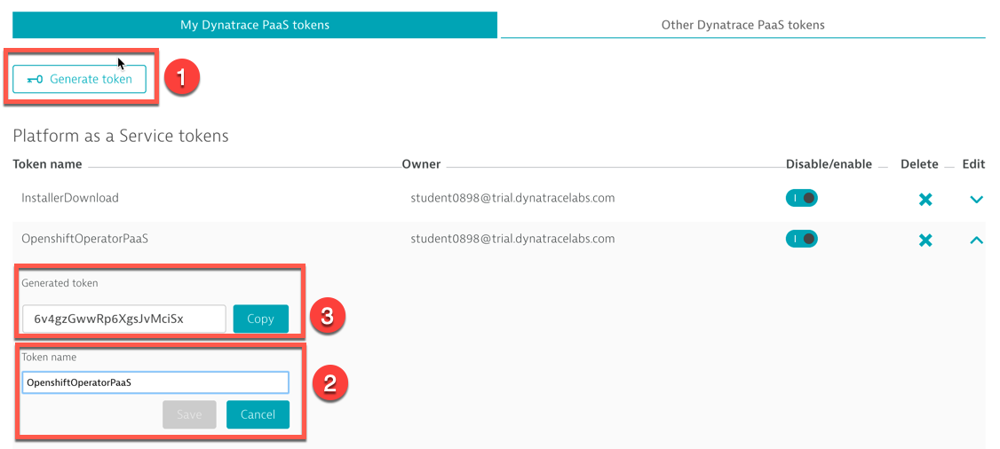 My Dynatrace PaaS tokens
Other Dynatrace PaaS tokens
Generate token
1
Platform as a Service tokens
Token name Owner Disable/enable Delete Edit
InstallerDownload student0898@trial.dynatracelabs.com
OpenshiftOperatorPaaS student0898@trial.dynatracelabs.com
Generated token
6v4gzGwwRp6XgsJvMciSx Copy
3
Token name
OpenshiftOperatorPaaS
2
Save Cancel